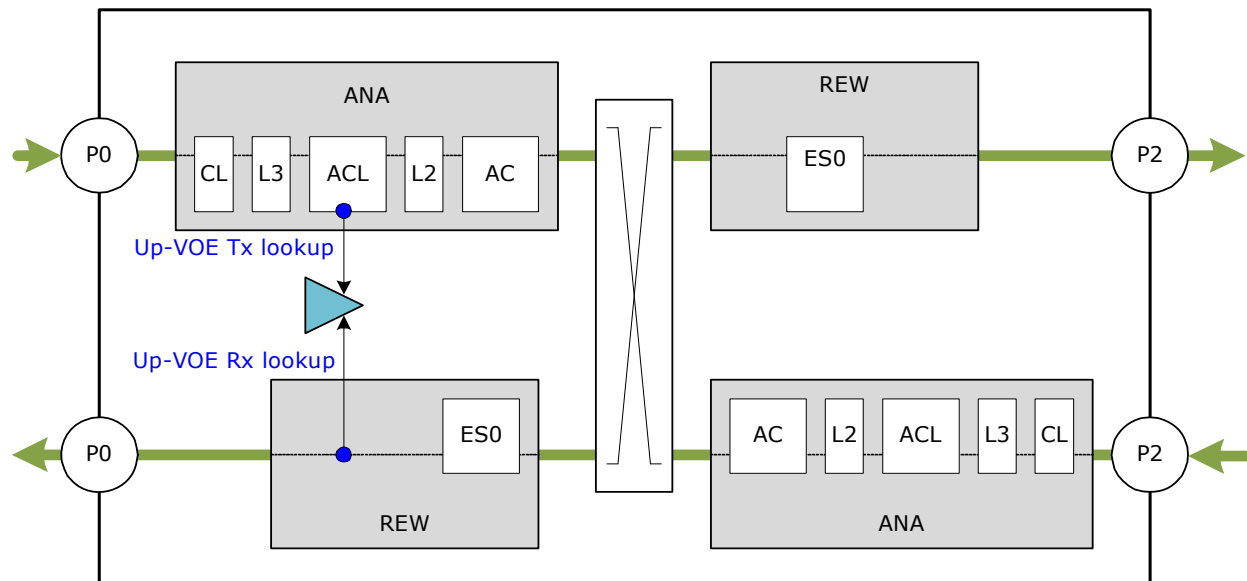 ANA
REW
P0
CL
L3
ACL
L2
AC
ES0
P2
Up-VOE Tx lookup
Up-VOE Rx lookup
P0
ES0
REW
AC
L2
ACL
L3
CL
P2
ANA